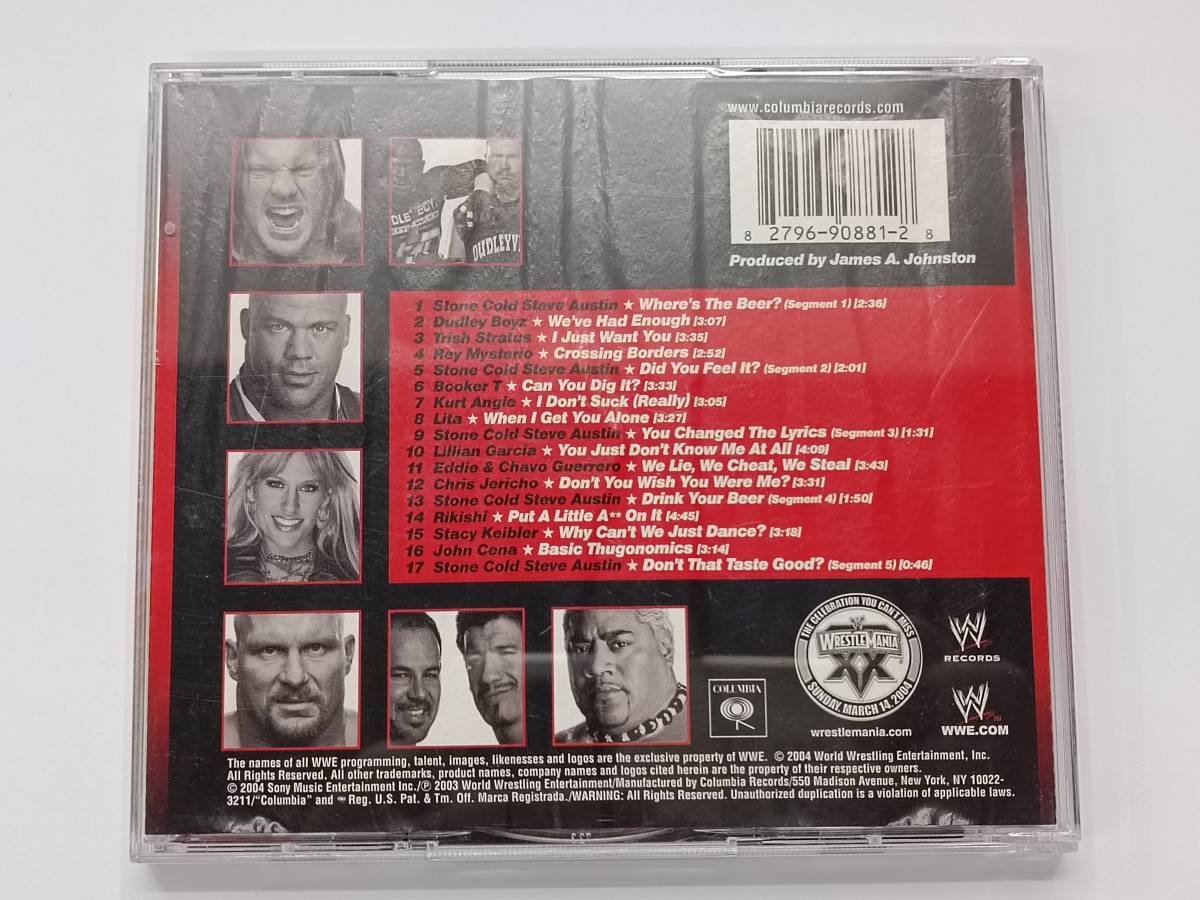 www.columbiarecords.com
8 2796-90881-2 8
Produced by James A. Johnston
DUDLEYV
1 Stone Cold Steve Austin ★ Where's The Beer? (Segment 1) [2:36]
2 Dudley Boyz ★ We've Had Enough [3:07]
3 Trish Stratus ★ I Just Want You [3:35]
4 Rey Mysterio ★ Crossing Borders [2:52]
5 Stone Cold Steve Austin ★ Did You Feel It? (Segment 2) [2:01]
6 Booker T ★ Can You Dig It? [3:33]
7 Kurt Angle ★ I Don't Suck (Really) [3:05]
8 Lita ★ When I Get You Alone [3:27]
9 Stone Cold Steve Austin ★ You Changed The Lyrics (Segment 3) [1:31]
10 Lillian Garcia ★ You Just Don't Know Me At All [4:09]
11 Eddie & Chavo Guerrero ★ We Lie, We Cheat, We Steal [3:43]
12 Chris Jericho ★ Don't You Wish You Were Me? [3:31]
13 Stone Cold Steve Austin ★ Drink Your Beer (Segment 4) [1:50]
14 Rikishi ★ Put A Little A** On It [4:45]
15 Stacy Keibler ★ Why Can't We Just Dance? [3:18]
16 John Cena ★ Basic Thugonomics [3:14]
17 Stone Cold Steve Austin ★ Don't That Taste Good? (Segment 5) [0:46]
COLUMBIA
THE CELEBRATION YOU CAN'T MISS
W
WRESTLEMANIA
XX
SUNDAY, MARCH 14, 2004
wrestlemania.com
W
RECORDS
W
WWE.COM
The names of all WWE programming, talent, images, likenesses and logos are the exclusive property of WWE. © 2004 World Wrestling Entertainment, Inc.
All Rights Reserved. All other trademarks, product names, company names and logos cited herein are the property of their respective owners.
© 2004 Sony Music Entertainment Inc./℗ 2003 World Wrestling Entertainment/Manufactured by Columbia Records/550 Madison Avenue, New York, NY 10022-
3211/"Columbia" and Reg. U.S. Pat. & Tm. Off. Marca Registrada./WARNING: All Rights Reserved. Unauthorized duplication is a violation of applicable laws.